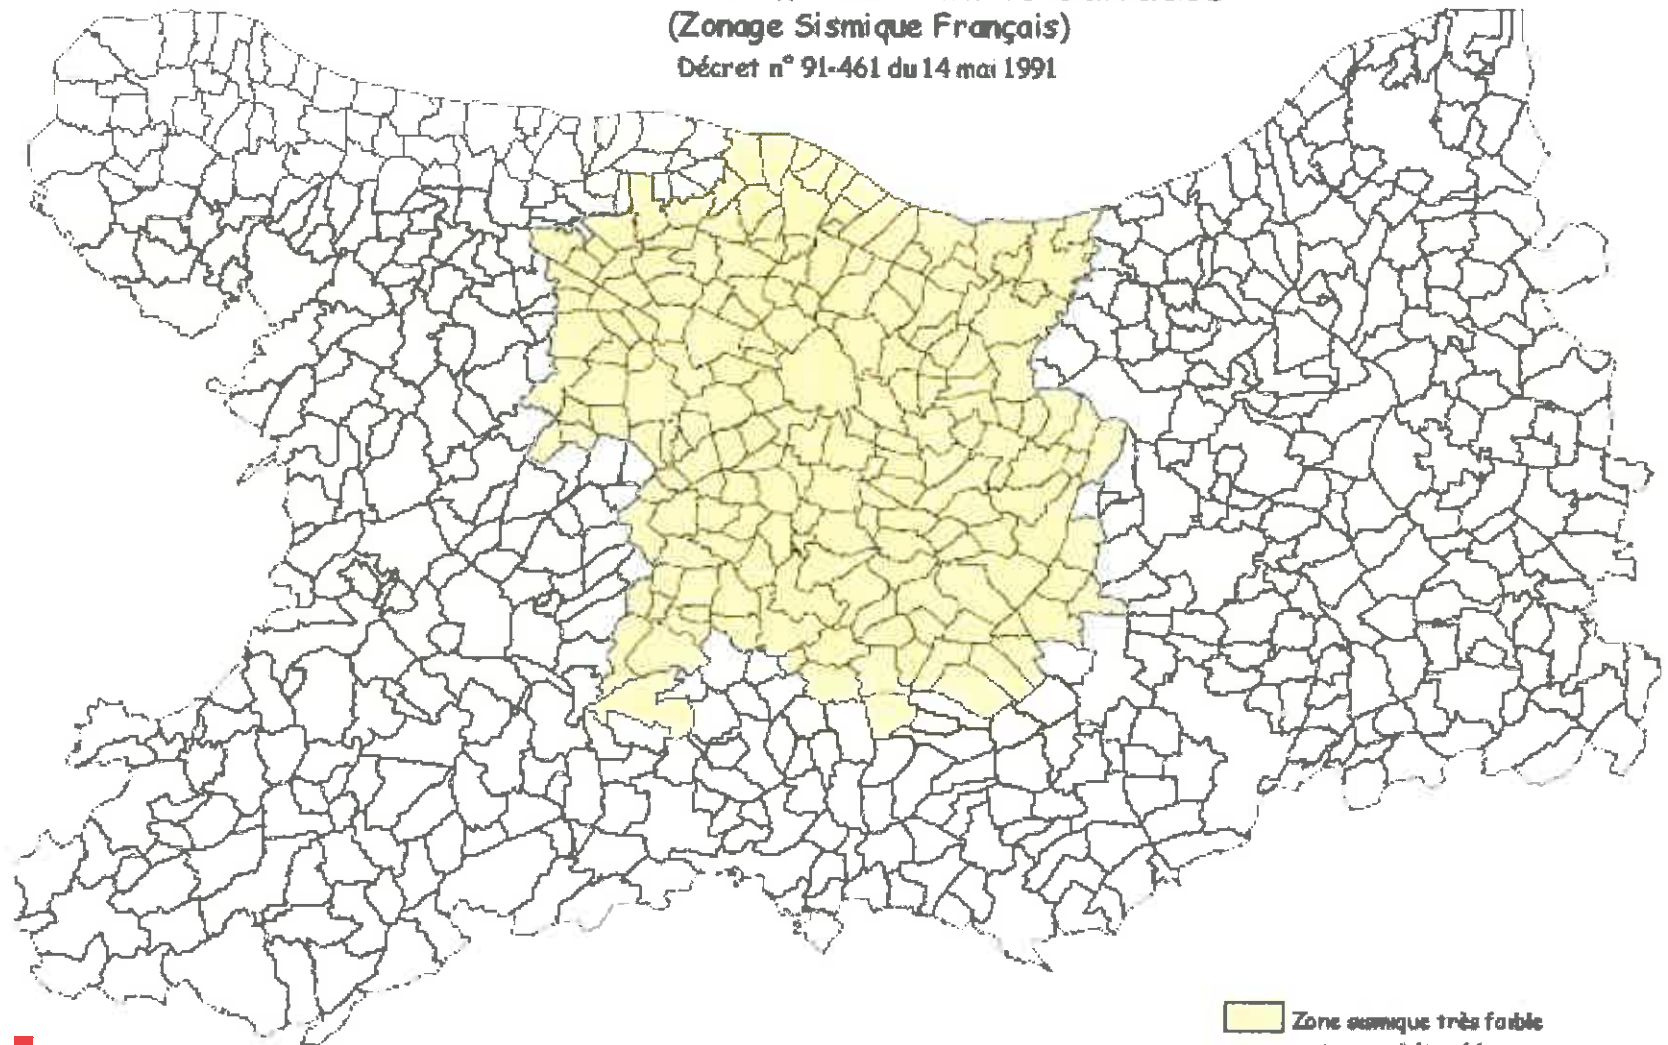 (Zonage Sismique Français)
Décret n° 91-461 du 14 mai 1991
Zone sismique très faible